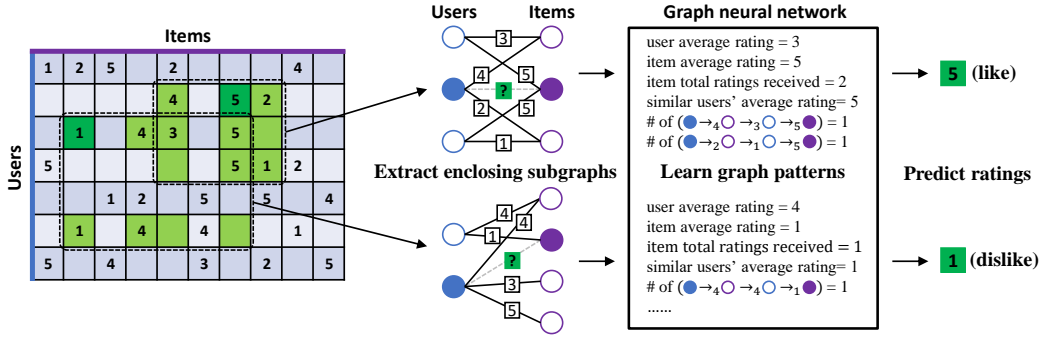 Items
Users
1 2 5 2 4
4 5 2
1 4 3 5
5 5 1 2
1 2 5 5 4
1 4 4 1
5 4 3 2 5
Users Items
3
4 5
?
2 5
1
Extract enclosing subgraphs
4
4
1
?
3
5
Graph neural network
user average rating = 3
item average rating = 5
item total ratings received = 2
similar users' average rating= 5
# of (→4 →3 →5 ) = 1
# of (→2 →1 →5 ) = 1
Learn graph patterns
user average rating = 4
item average rating = 1
item total ratings received = 1
similar users' average rating= 1
# of (→4 →4 →1 ) = 1
......
5 (like)
Predict ratings
1 (dislike)